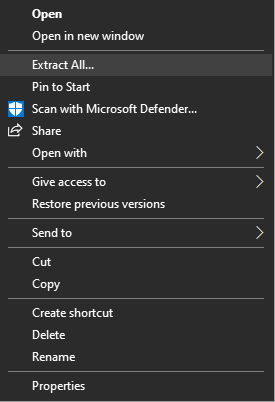 Open
Open in new window
Extract All...
Pin to Start
Scan with Microsoft Defender...
Share
Open with
Give access to
Restore previous versions
Send to
Cut
Copy
Create shortcut
Delete
Rename
Properties